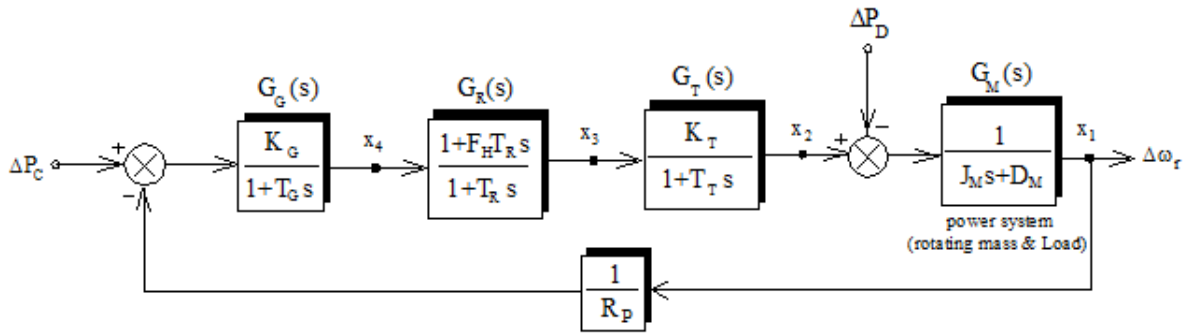 ΔP_D
G_G(s)
G_R(s)
G_T(s)
G_M(s)
ΔP_C
+
−
K_G
1+T_G s
x_4
1+F_H T_R s
1+T_R s
x_3
K_T
1+T_T s
x_2
+
−
1
J_M s+D_M
x_1
Δω_r
power system
(rotating mass & Load)
1
R_P